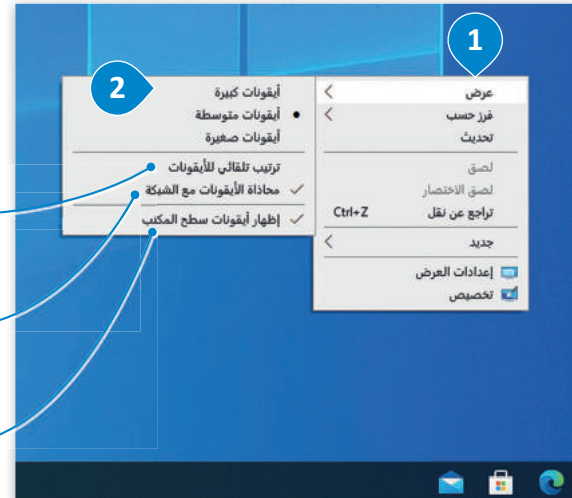 1
عرض
فرز حسب
تحديث
لصق
لصق الاختصار
تراجع عن نقل Ctrl+Z
جديد
إعدادات العرض
تخصيص
2
أيقونات كبيرة
أيقونات متوسطة
أيقونات صغيرة
ترتيب تلقائي للأيقونات
محاذاة الأيقونات مع الشبكة
إظهار أيقونات سطح المكتب